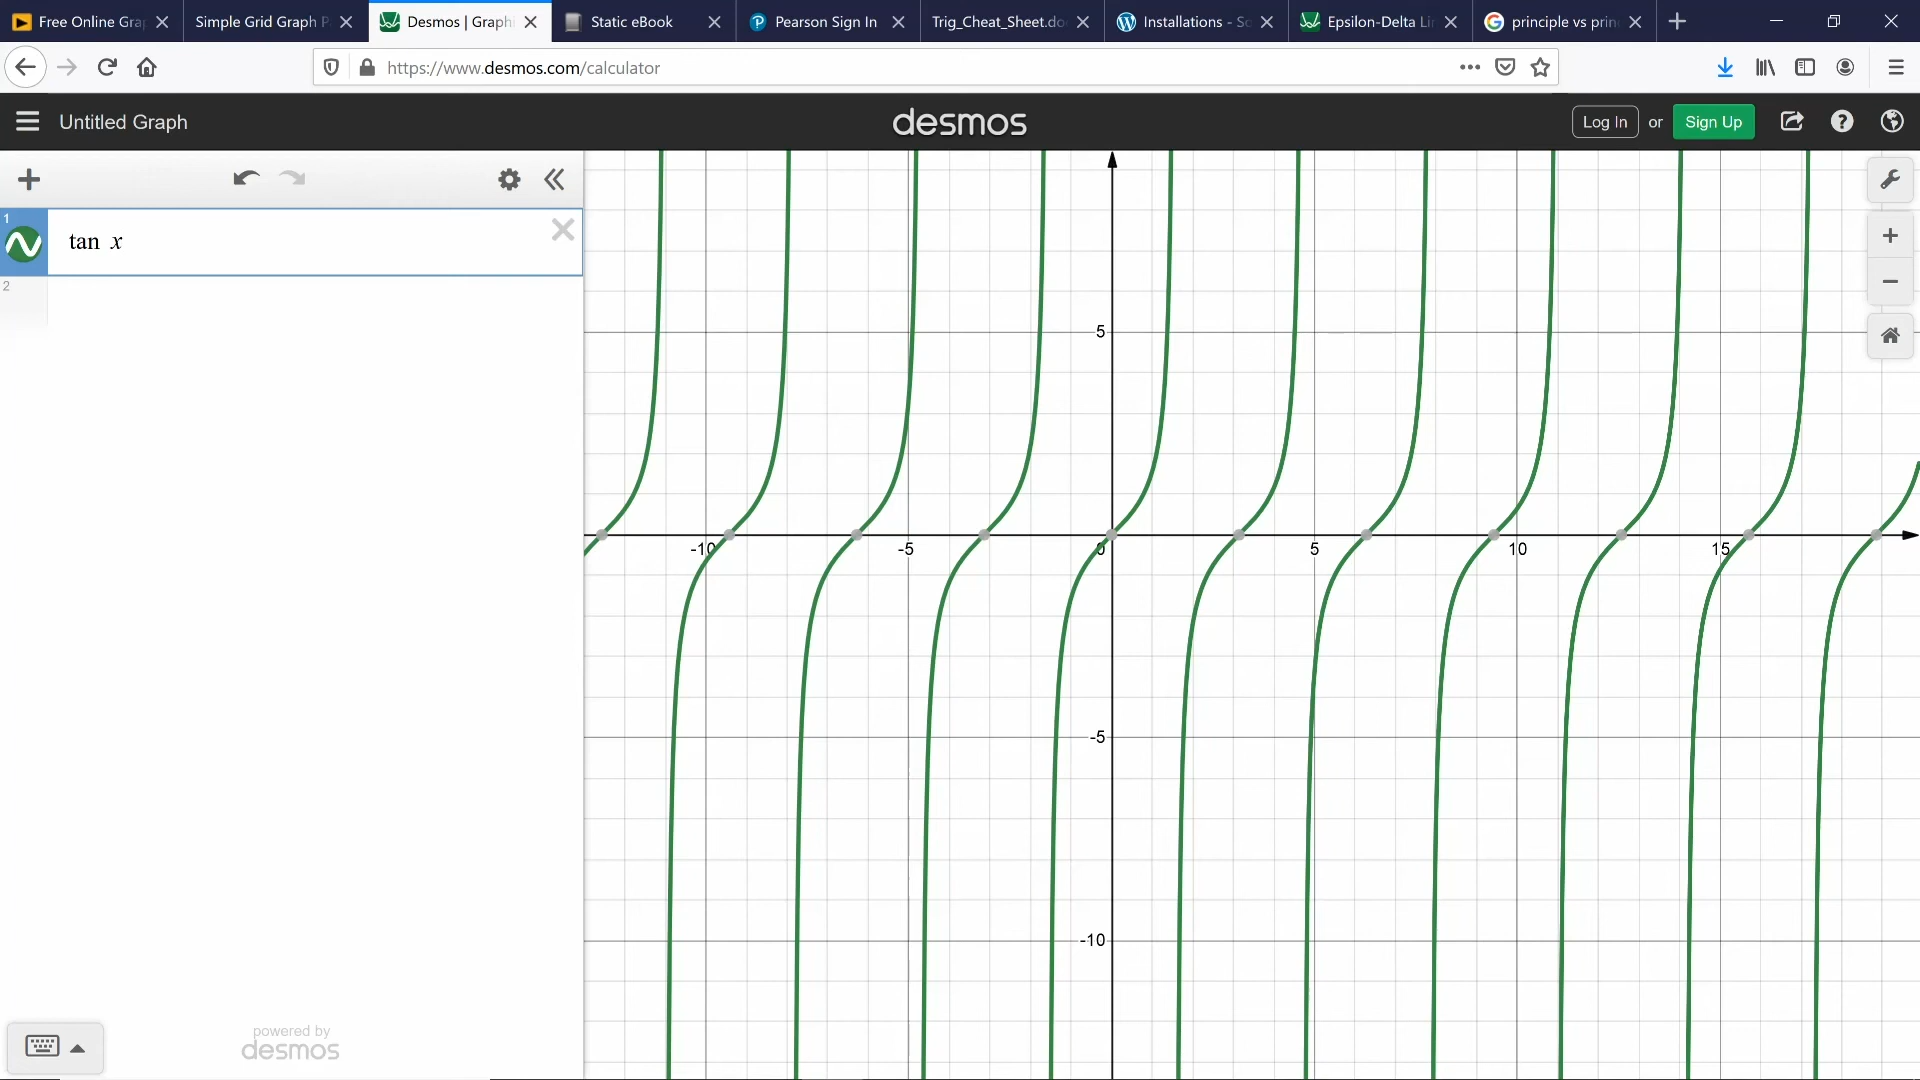 Free Online Gra
Simple Grid Graph P
Desmos | Graphi
Static eBook
Pearson Sign In
Trig_Cheat_Sheet.do
Installations - So
Epsilon-Delta Li
principle vs prin
https://www.desmos.com/calculator
Untitled Graph
desmos
Log In or Sign Up
1
tan x
2
5
-10 -5 0 5 10 15
-5
-10
powered by
desmos